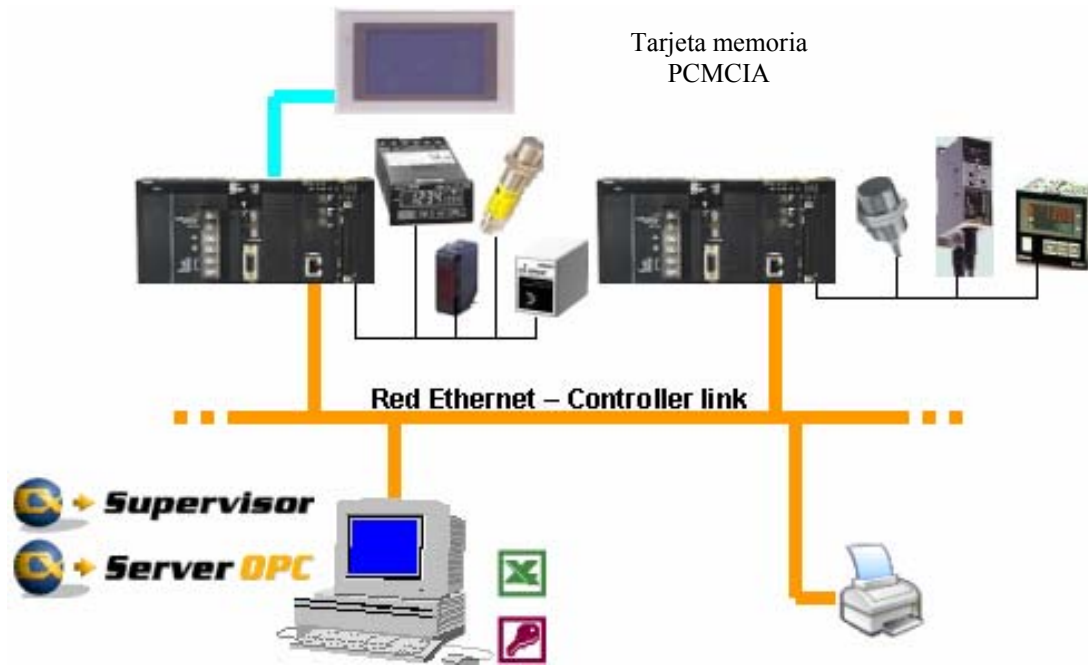 Tarjeta memoria
PCMCIA
Red Ethernet – Controller link
Supervisor
Server OPC